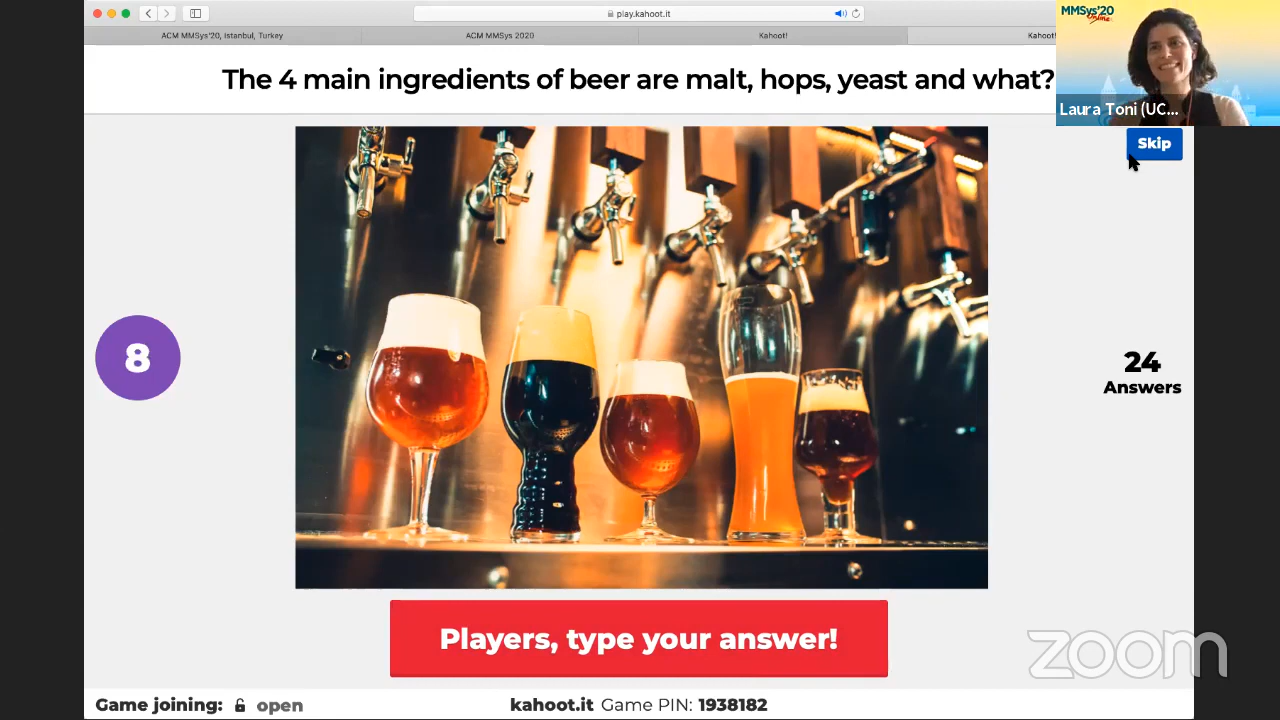 play.kahoot.it
ACM MMSys'20, Istanbul, Turkey
ACM MMSys 2020
Kahoot!
Kahoot!
The 4 main ingredients of beer are malt, hops, yeast and what?
MMSys'20
Online
Laura Toni (UC...
Skip
8
24
Answers
Players, type your answer!
zoom
Game joining: open
kahoot.it Game PIN: 1938182